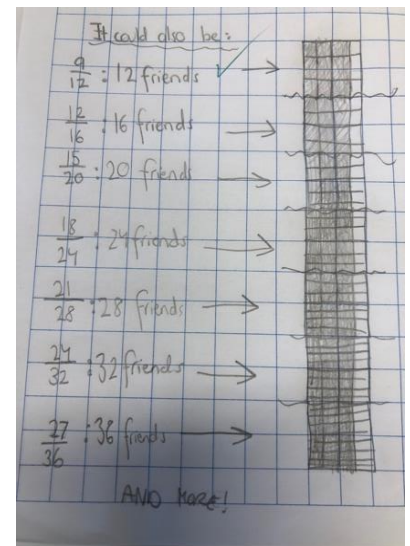 It could also be:
9/12 : 12 friends
12/16 : 16 friends
15/20 : 20 friends
18/24 : 24 friends
21/28 : 28 friends
24/32 : 32 friends
27/36 : 36 friends
AND MORE!